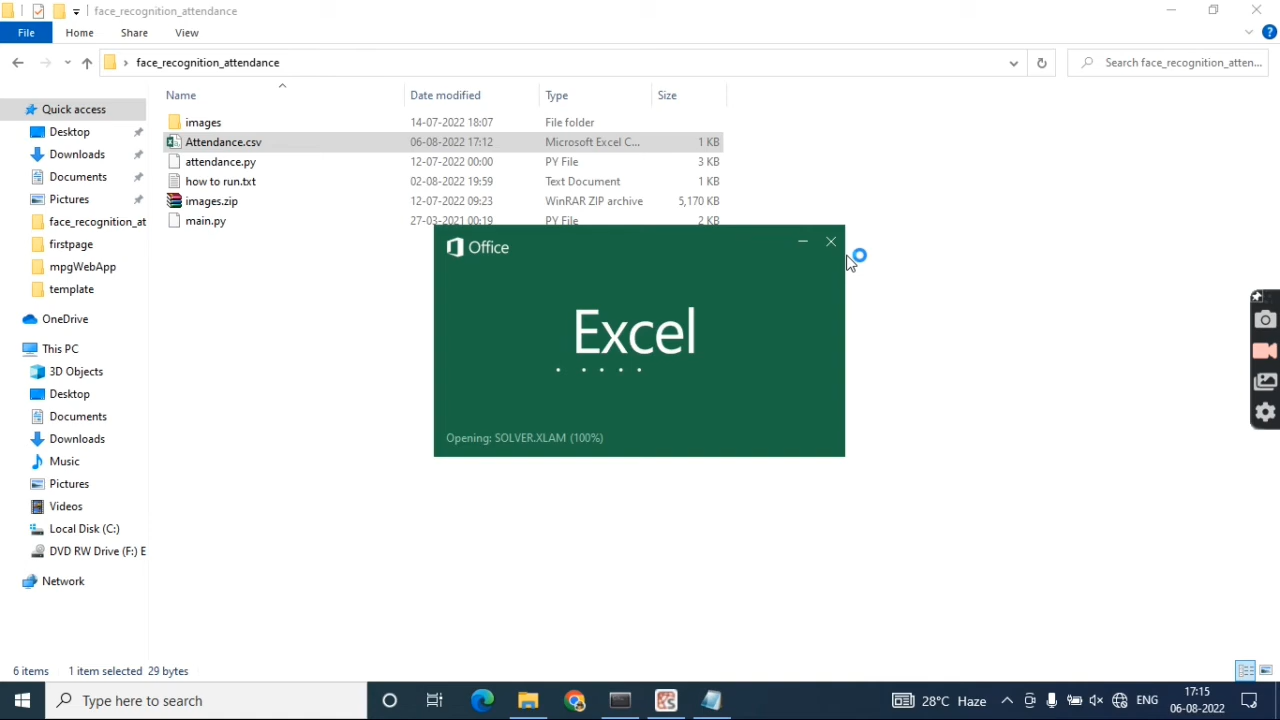 face_recognition_attendance
File Home Share View
face_recognition_attendance Search face_recognition_atten...
Name Date modified Type Size
Quick access
Desktop
Downloads
Documents
Pictures
face_recognition_at
firstpage
mpgWebApp
template
OneDrive
This PC
3D Objects
Desktop
Documents
Downloads
Music
Pictures
Videos
Local Disk (C:)
DVD RW Drive (F:) E
Network
images 14-07-2022 18:07 File folder
Attendance.csv 06-08-2022 17:12 Microsoft Excel C... 1 KB
attendance.py 12-07-2022 00:00 PY File 3 KB
how to run.txt 02-08-2022 19:59 Text Document 1 KB
images.zip 12-07-2022 09:23 WinRAR ZIP archive 5,170 KB
main.py 27-03-2021 00:19 PY File 2 KB
Office
Excel
Opening: SOLVER.XLAM (100%)
6 items 1 item selected 29 bytes
Type here to search 28°C Haze ENG 17:15
06-08-2022